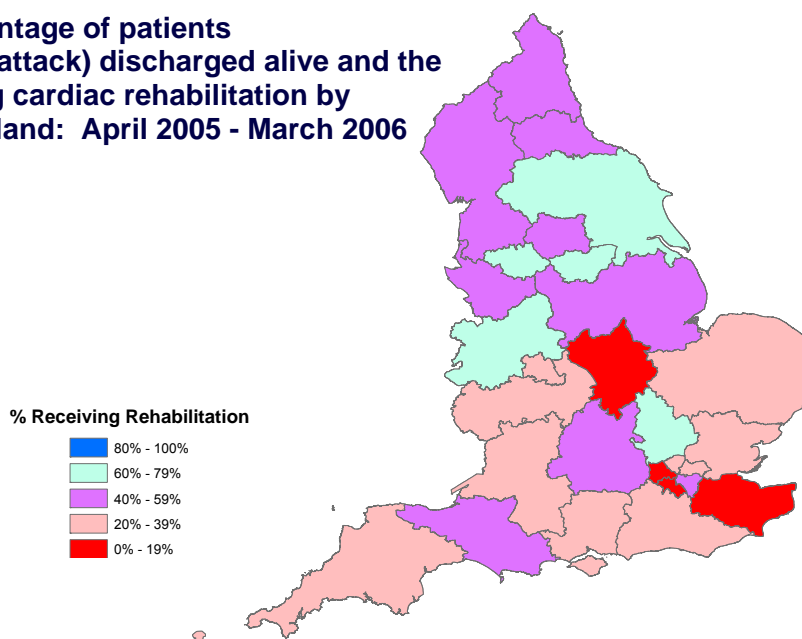 ntage of patients
attack) discharged alive and the
g cardiac rehabilitation by
land: April 2005 - March 2006
% Receiving Rehabilitation
80% - 100%
60% - 79%
40% - 59%
20% - 39%
0% - 19%